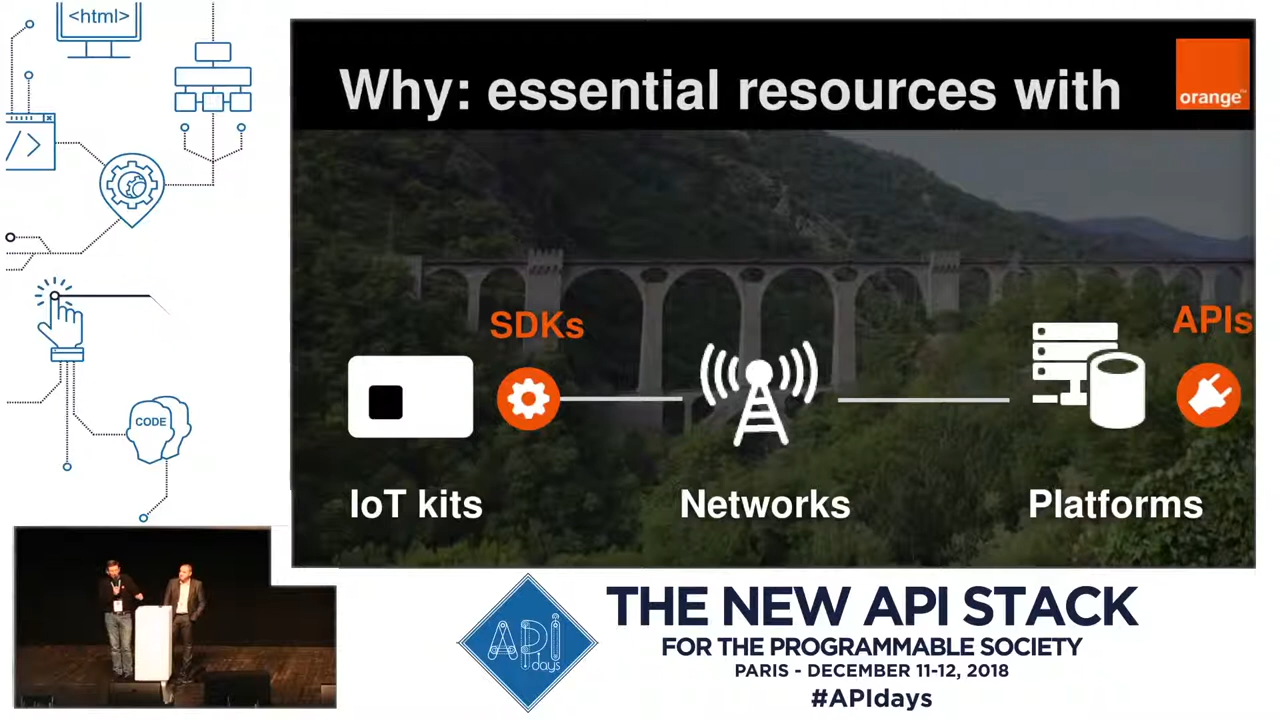 <html>
</>
CODE
Why: essential resources with
orange™
SDKs
APIs
IoT kits
Networks
Platforms
API
days
THE NEW API STACK
FOR THE PROGRAMMABLE SOCIETY
PARIS - DECEMBER 11-12, 2018
#APIdays